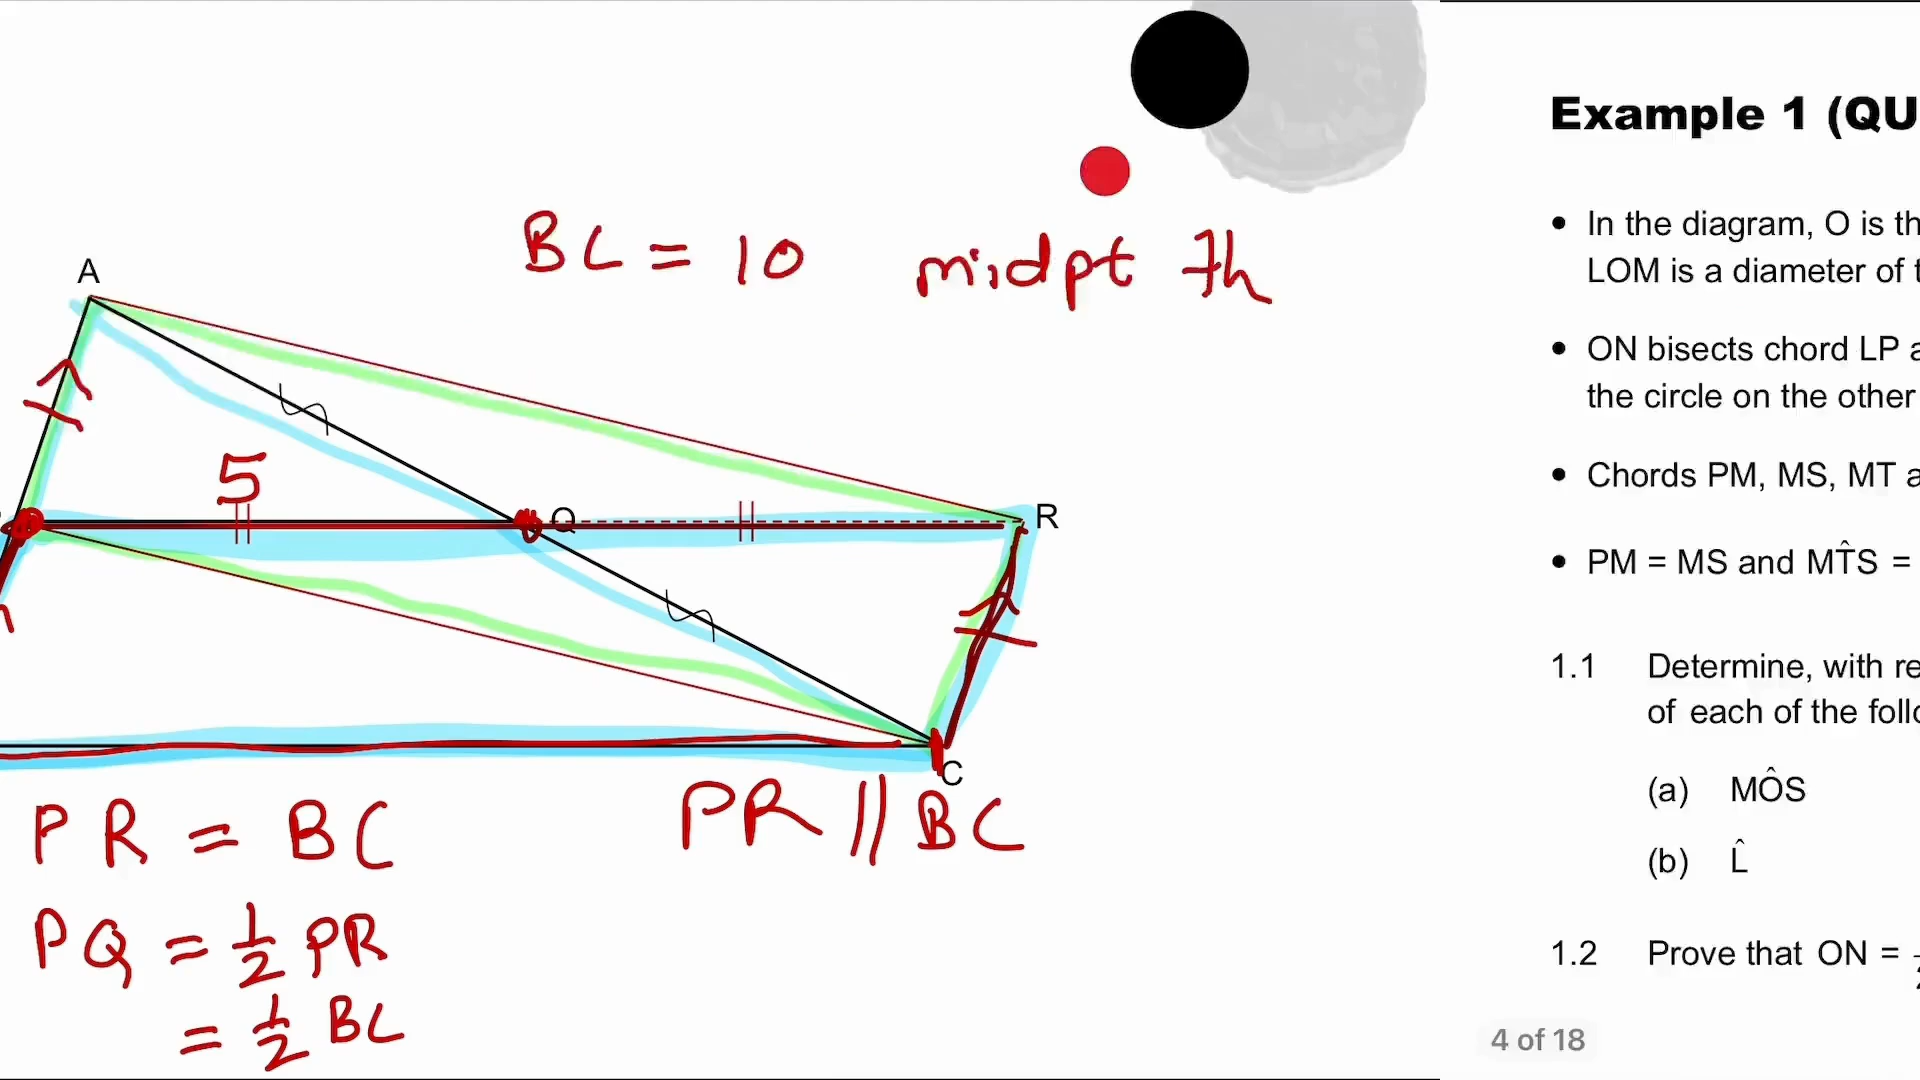 BC = 10 midpt th
A
5
Q
R
C
PR = BC
PR || BC
PQ = 1/2 PR
= 1/2 BC
Example 1 (QU
• In the diagram, O is th
LOM is a diameter of t
• ON bisects chord LP a
the circle on the other
• Chords PM, MS, MT a
• PM = MS and MT̂S =
1.1 Determine, with re
of each of the follo
(a) MÔS
(b) L̂
1.2 Prove that ON =
4 of 18